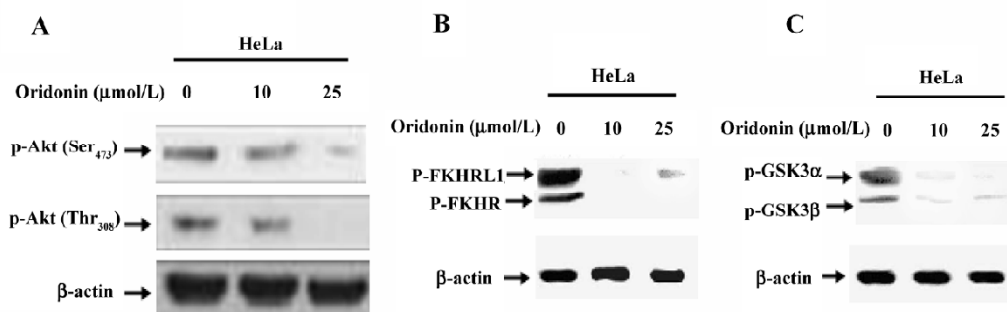 A
HeLa
Oridonin (μmol/L) 0 10 25
p-Akt (Ser473)
p-Akt (Thr308)
β-actin
B
HeLa
Oridonin (μmol/L) 0 10 25
P-FKHRL1
P-FKHR
β-actin
C
HeLa
Oridonin (μmol/L) 0 10 25
p-GSK3α
p-GSK3β
β-actin